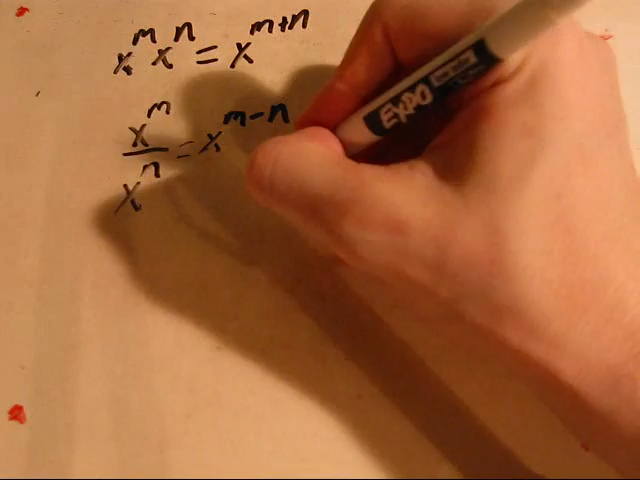 x^m x^n = x^{m+n}
x^m / x^n = x^{m-n}
EXPO